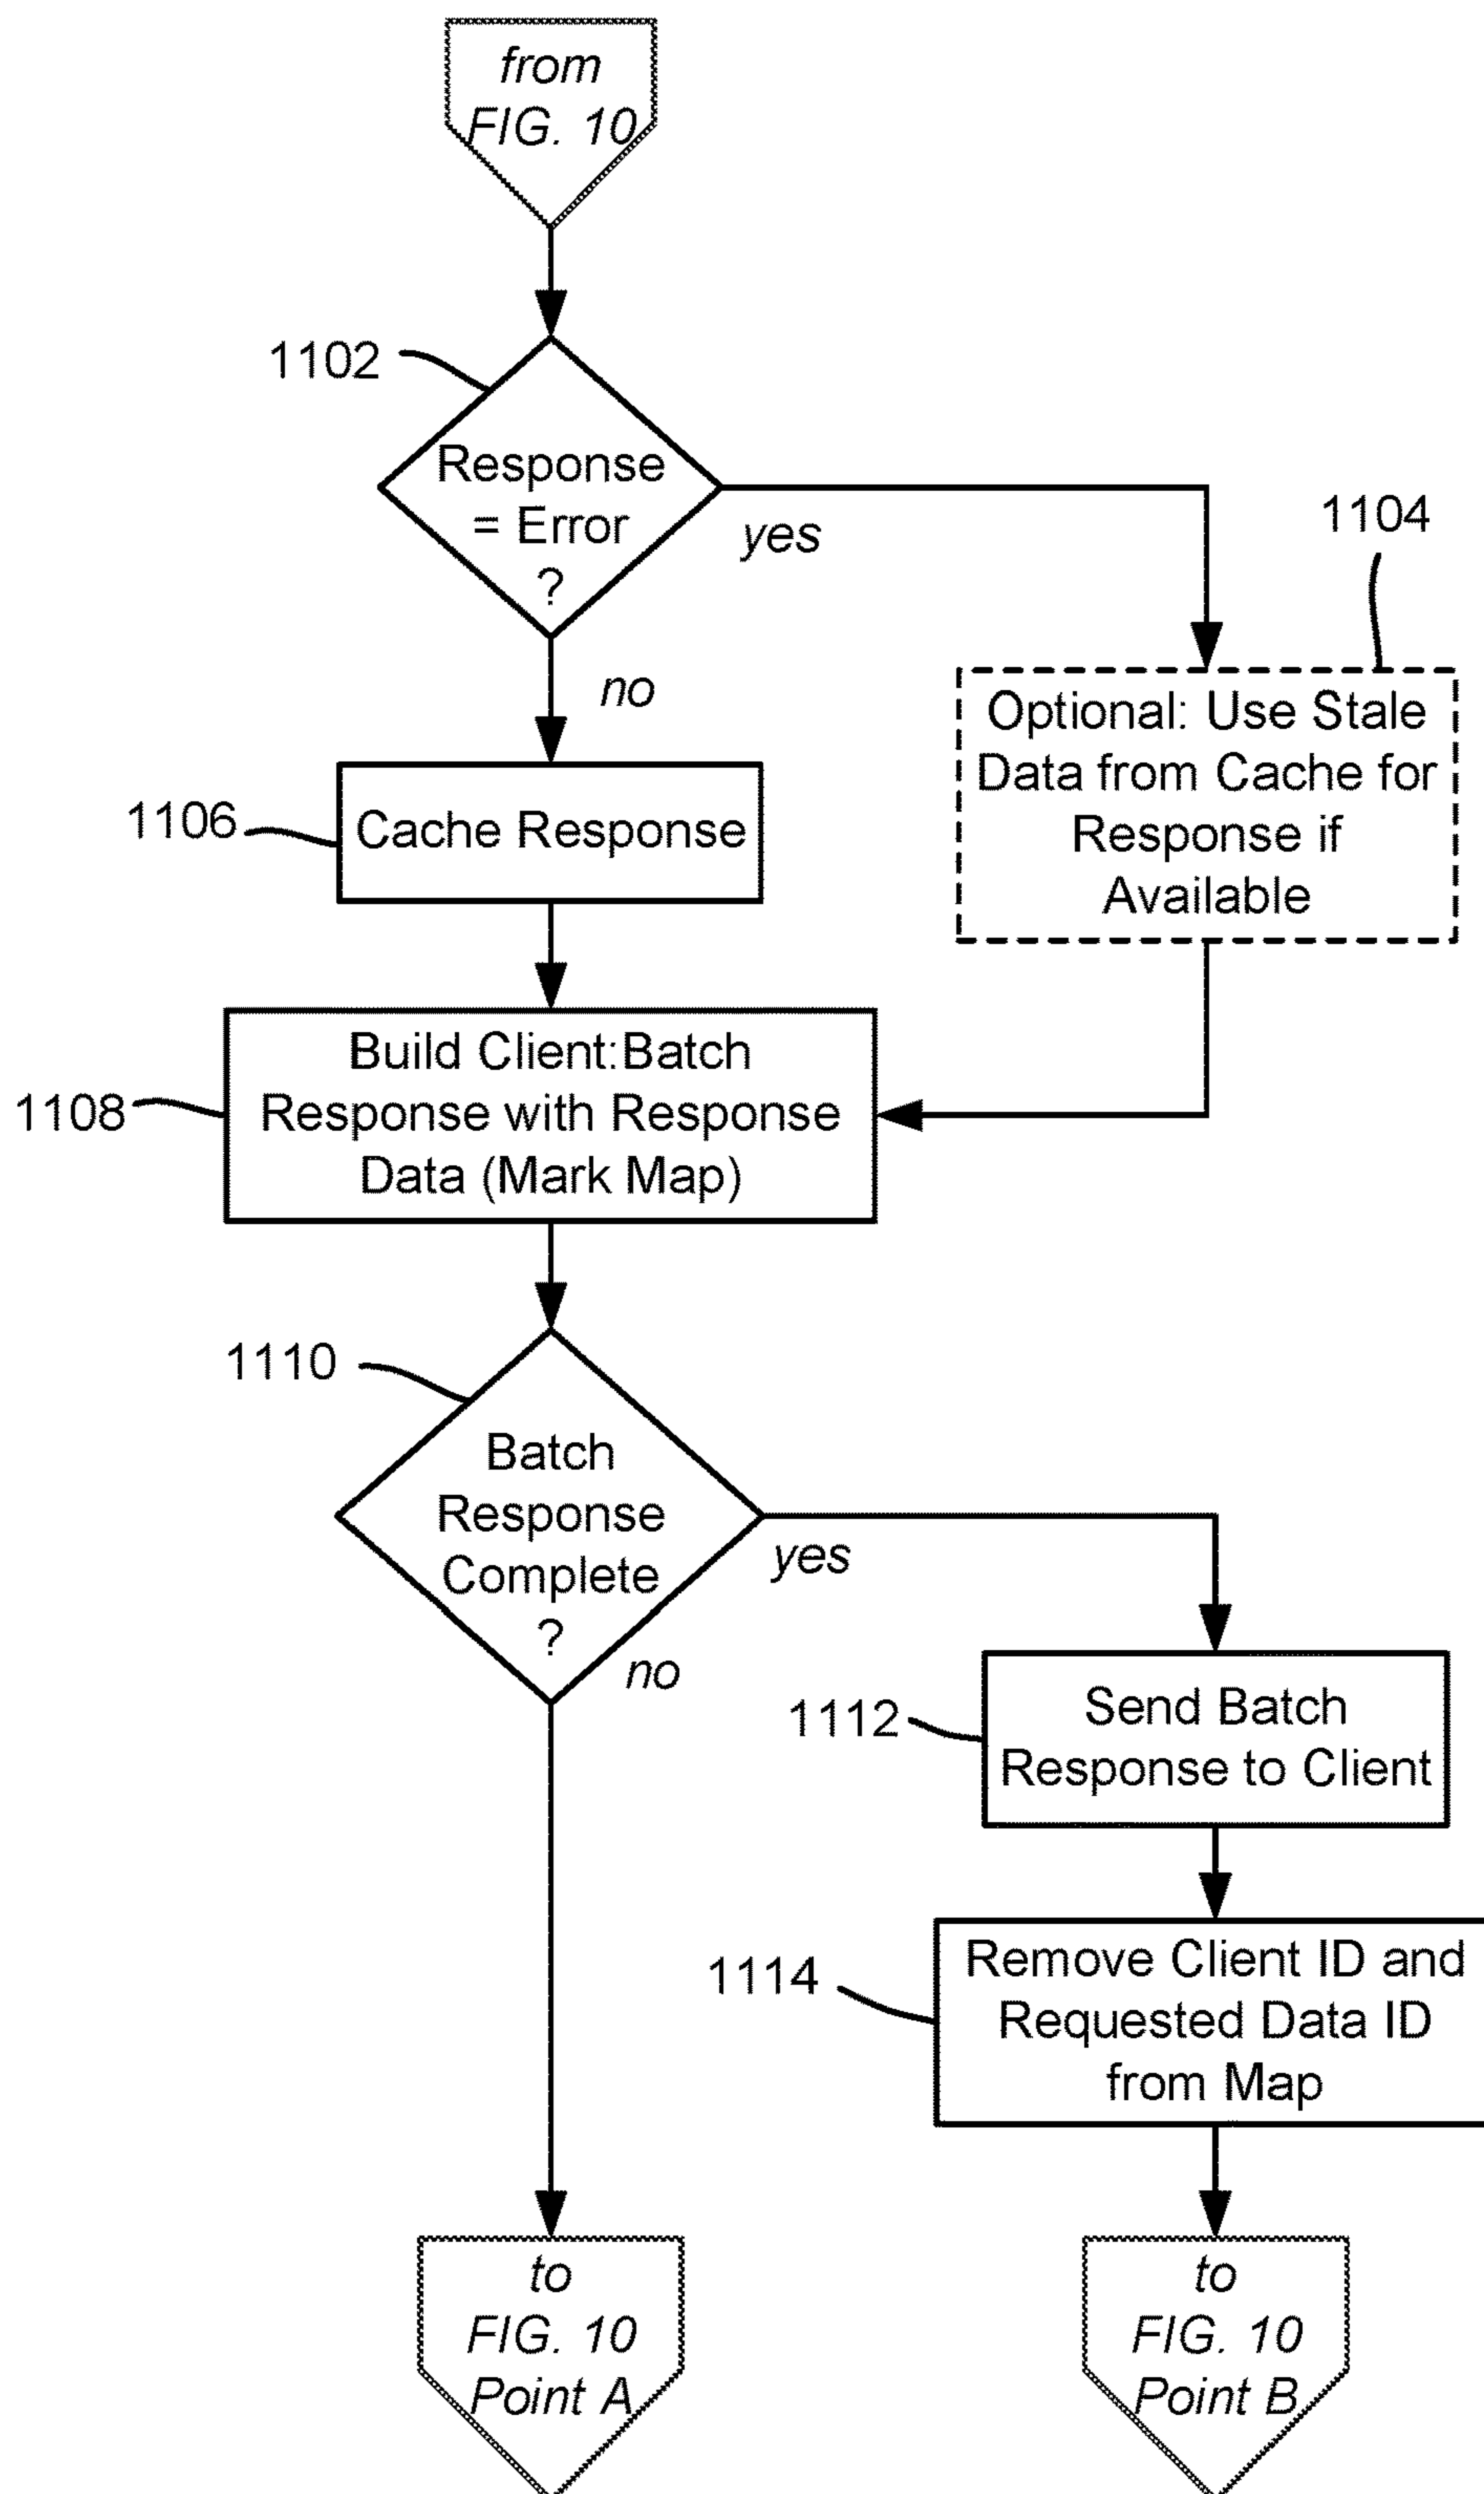 from
FIG. 10
1102
Response
= Error
?
yes
no
1104
Optional: Use Stale
Data from Cache for
Response if
Available
1106
Cache Response
1108
Build Client:Batch
Response with Response
Data (Mark Map)
1110
Batch
Response
Complete
?
yes
no
1112
Send Batch
Response to Client
1114
Remove Client ID and
Requested Data ID
from Map
to
FIG. 10
Point A
to
FIG. 10
Point B